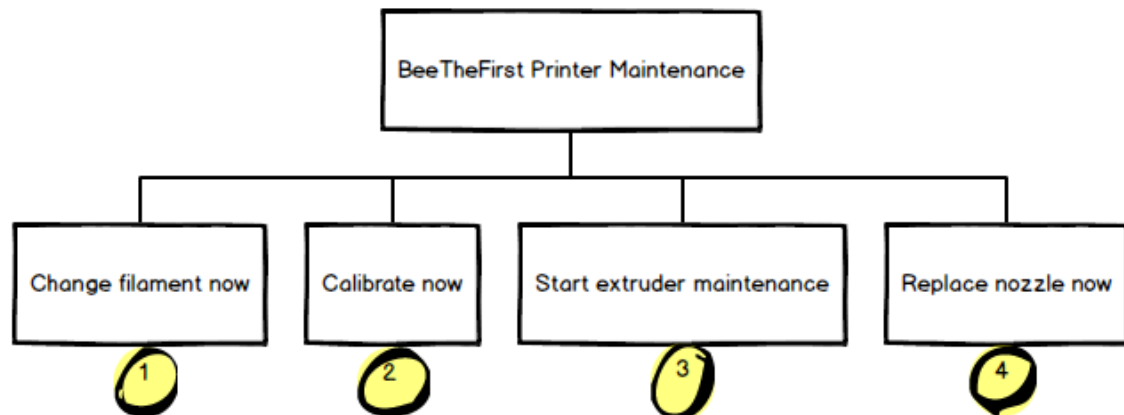 BeeTheFirst Printer Maintenance
Change filament now
Calibrate now
Start extruder maintenance
Replace nozzle now
1
2
3
4